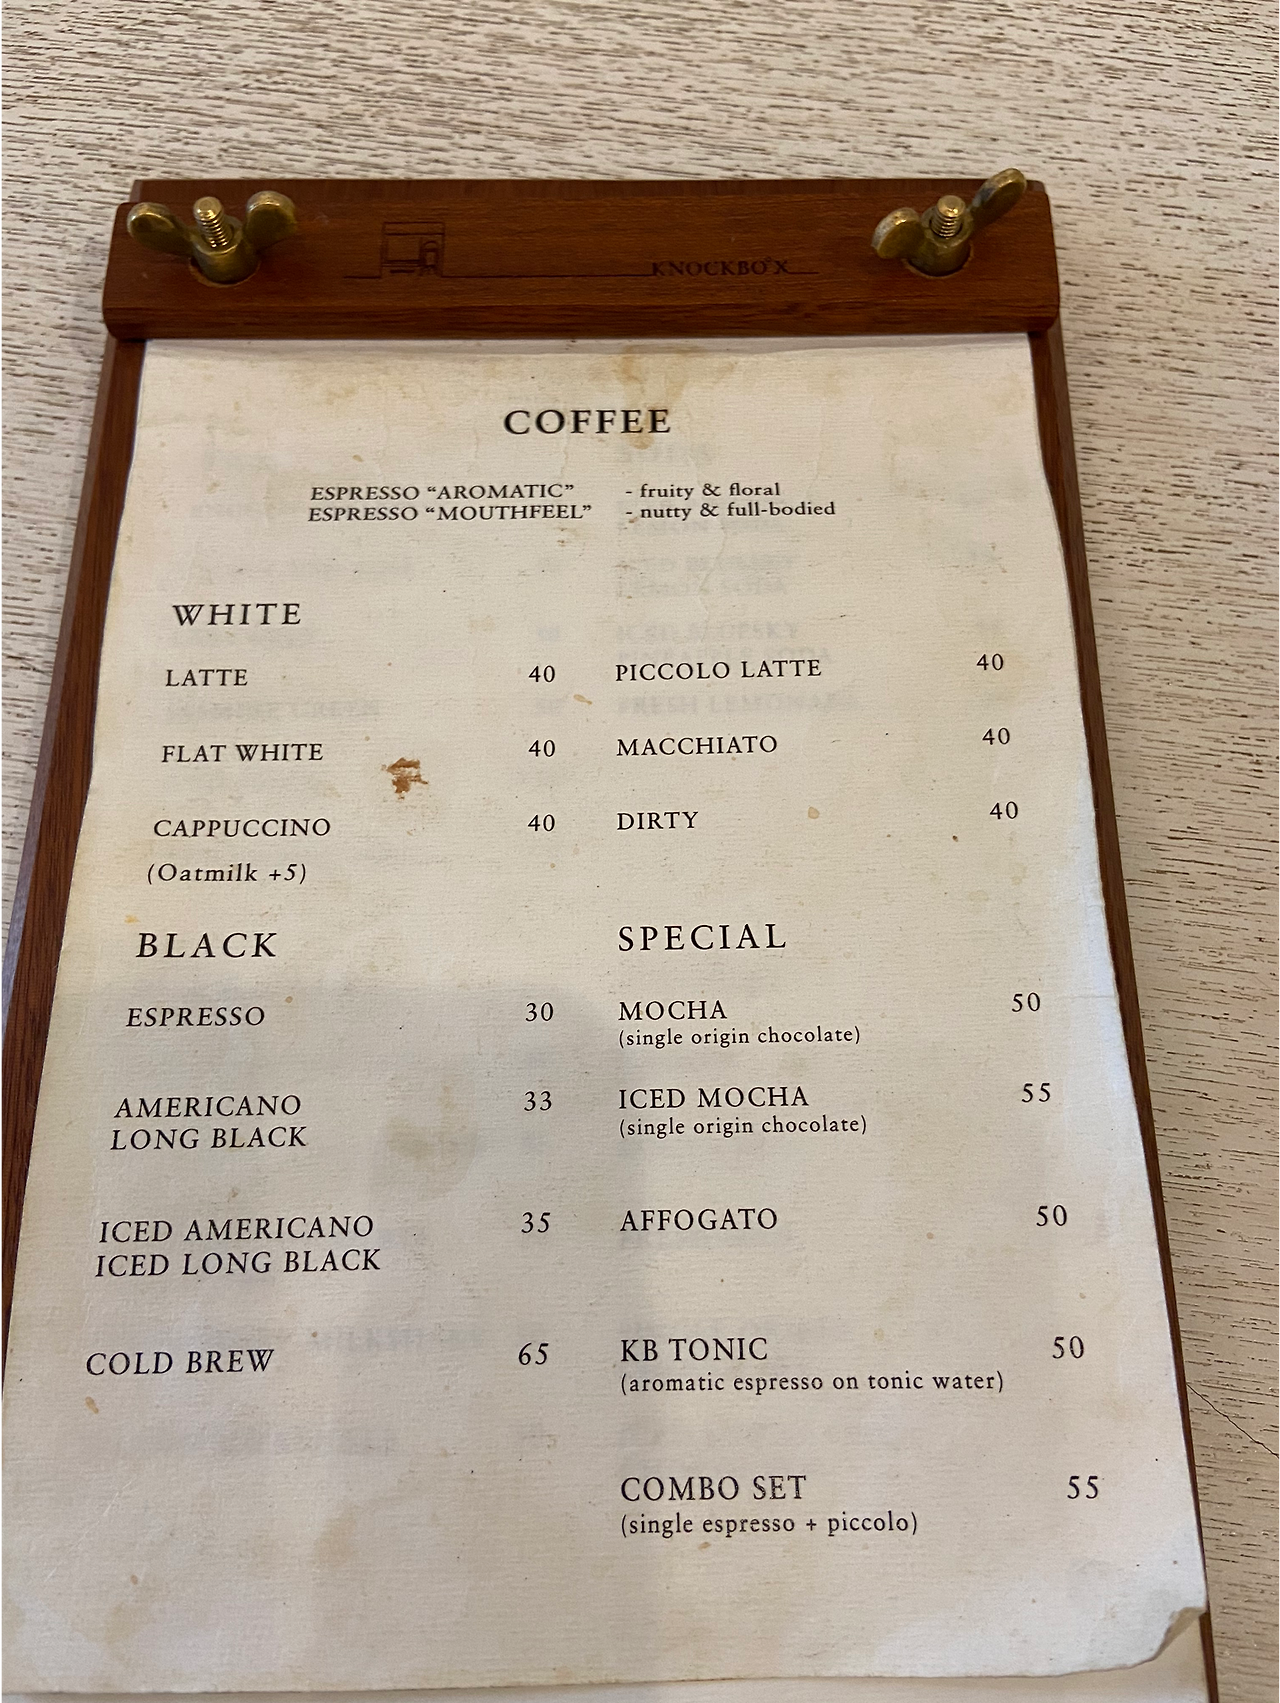 KNOCKBOX
COFFEE
ESPRESSO “AROMATIC” - fruity & floral
ESPRESSO “MOUTHFEEL” - nutty & full-bodied
WHITE
LATTE 40
FLAT WHITE 40
CAPPUCCINO 40
(Oatmilk +5)
PICCOLO LATTE 40
MACCHIATO 40
DIRTY 40
BLACK
ESPRESSO 30
AMERICANO 33
LONG BLACK
ICED AMERICANO 35
ICED LONG BLACK
COLD BREW 65
SPECIAL
MOCHA 50
(single origin chocolate)
ICED MOCHA 55
(single origin chocolate)
AFFOGATO 50
KB TONIC 50
(aromatic espresso on tonic water)
COMBO SET 55
(single espresso + piccolo)